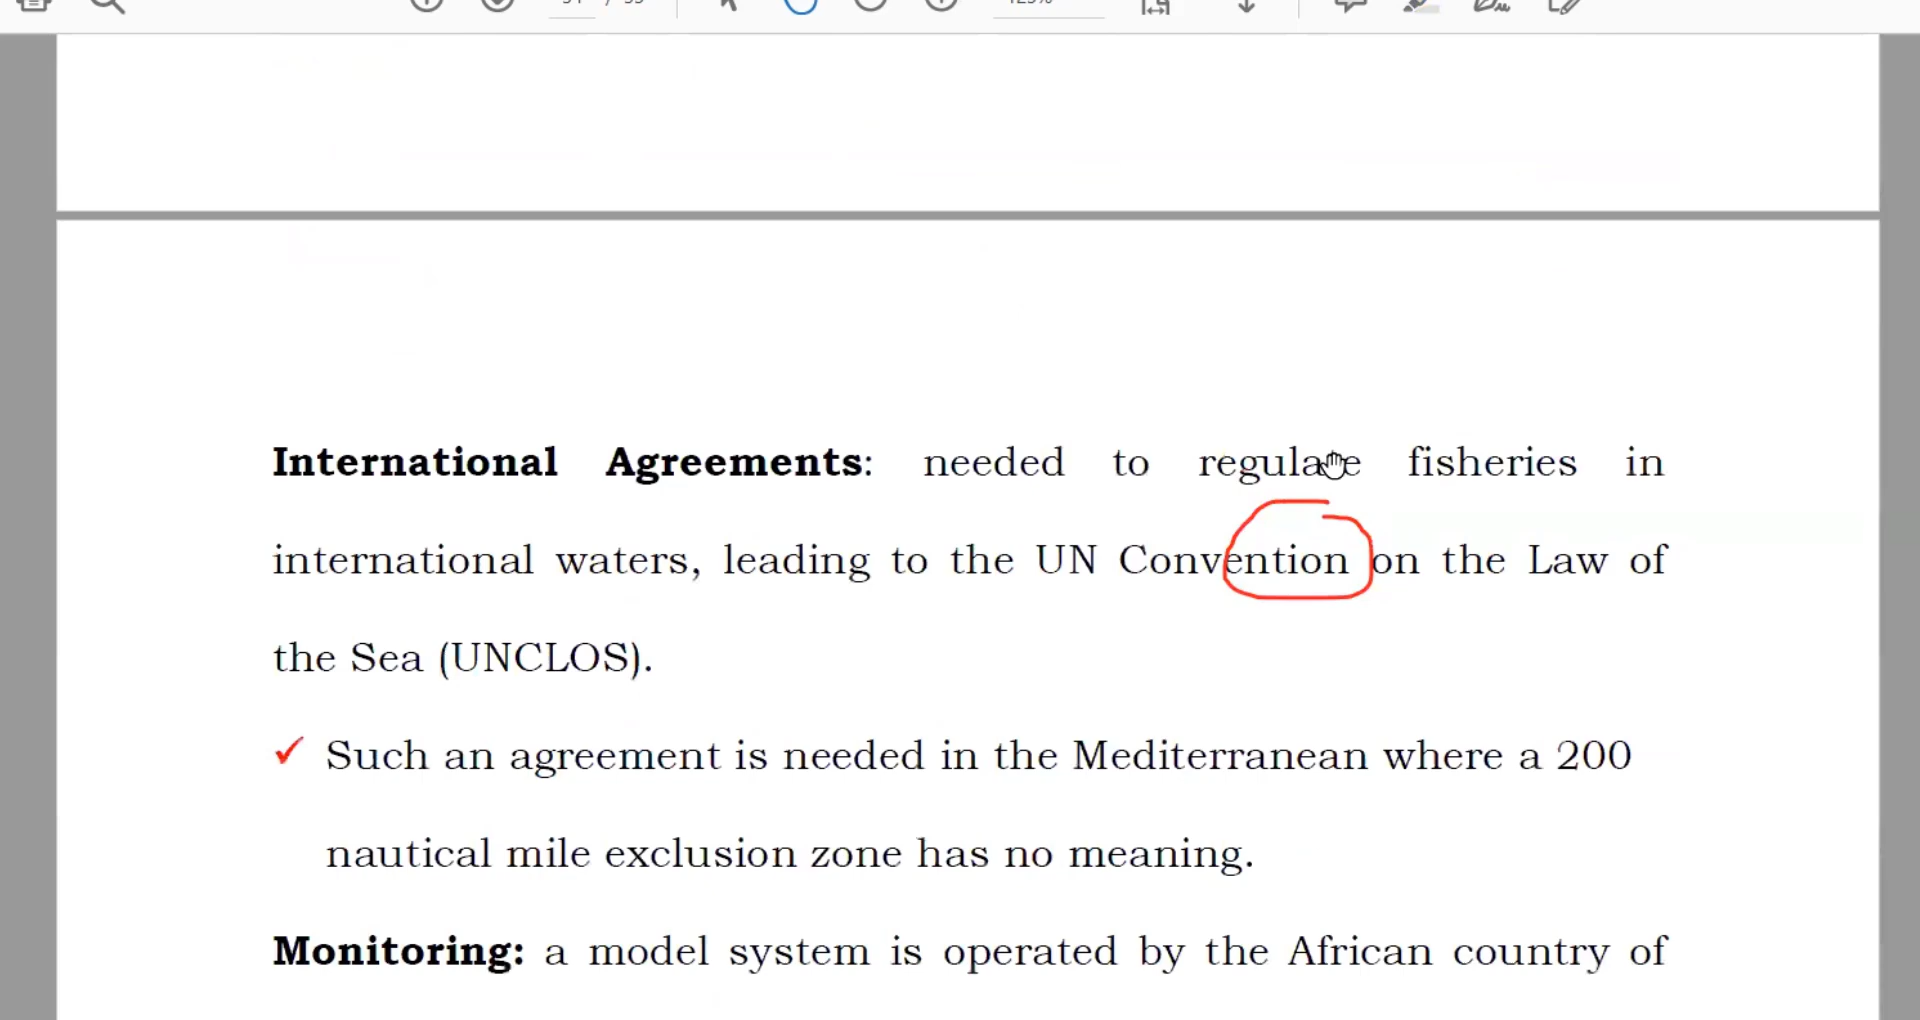 International Agreements: needed to regulate fisheries in
international waters, leading to the UN Convention on the Law of
the Sea (UNCLOS).
✓ Such an agreement is needed in the Mediterranean where a 200
nautical mile exclusion zone has no meaning.
Monitoring: a model system is operated by the African country of